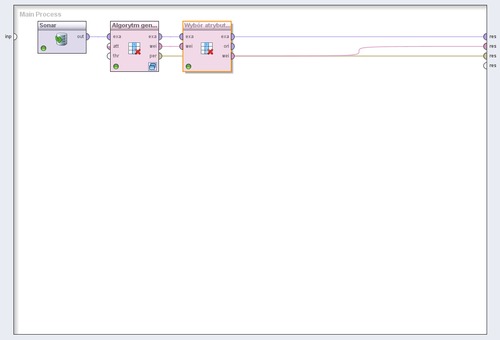 Main Process
Sonar
Algorytm gen...
Wybór atrybut...
inp
out
exa
exa
exa
exa
res
att
wei
wei
ori
res
thr
per
wei
res
res